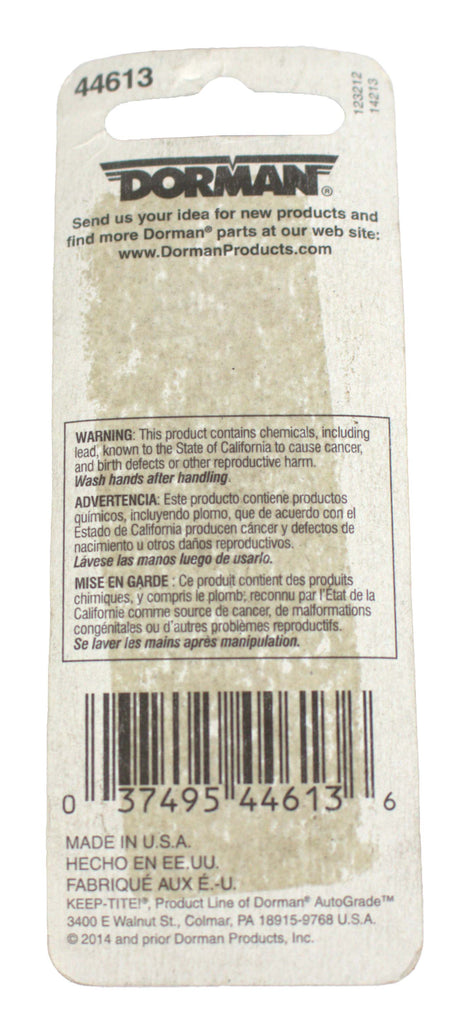 44613
123212
14213
DORMAN®
Send us your idea for new products and
find more Dorman® parts at our web site:
www.DormanProducts.com
WARNING: This product contains chemicals, including
lead, known to the State of California to cause cancer,
and birth defects or other reproductive harm.
Wash hands after handling.
ADVERTENCIA: Este producto contiene productos
químicos, incluyendo plomo, que de acuerdo con el
Estado de California producen cáncer y defectos de
nacimiento u otros daños reproductivos.
Lávese las manos luego de usarlo.
MISE EN GARDE : Ce produit contient des produits
chimiques, y compris le plomb, reconnu par l'État de la
Californie comme source de cancer, de malformations
congénitales ou d'autres problèmes reproductifs.
Se laver les mains après manipulation.
0 37495 44613 6
MADE IN U.S.A.
HECHO EN EE.UU.
FABRIQUÉ AUX É.-U.
KEEP-TITE!®, Product Line of Dorman® AutoGrade™
3400 E Walnut St., Colmar, PA 18915-9768 U.S.A.
© 2014 and prior Dorman Products, Inc.